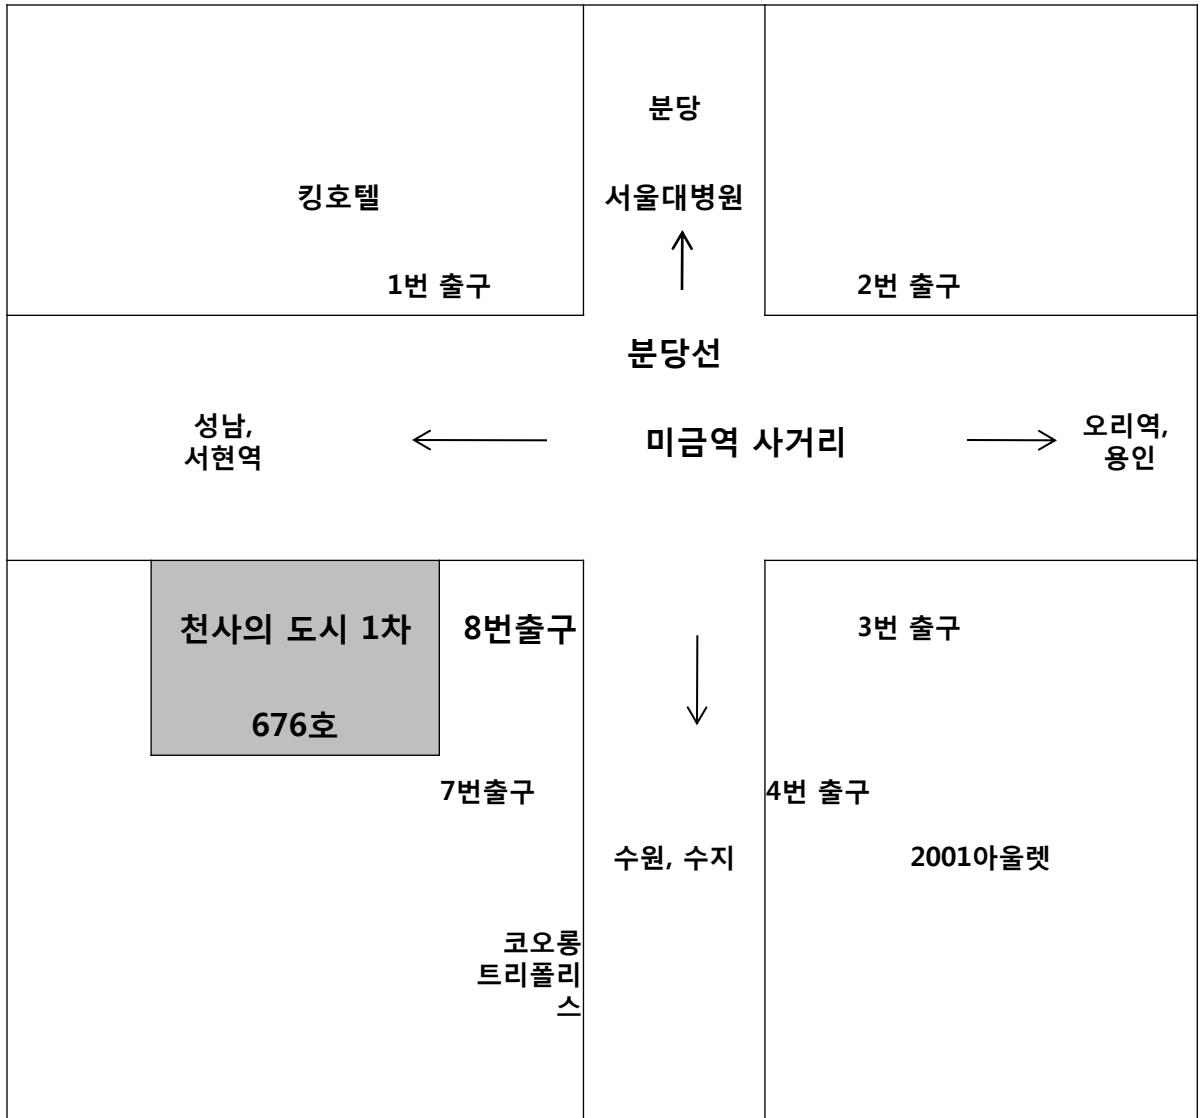 분당
킹호텔
서울대병원
1번 출구
2번 출구
분당선
성남,
서현역
미금역 사거리
오리역,
용인
천사의 도시 1차
8번출구
3번 출구
676호
7번출구
4번 출구
수원, 수지
2001아울렛
코오롱
트리폴리
스